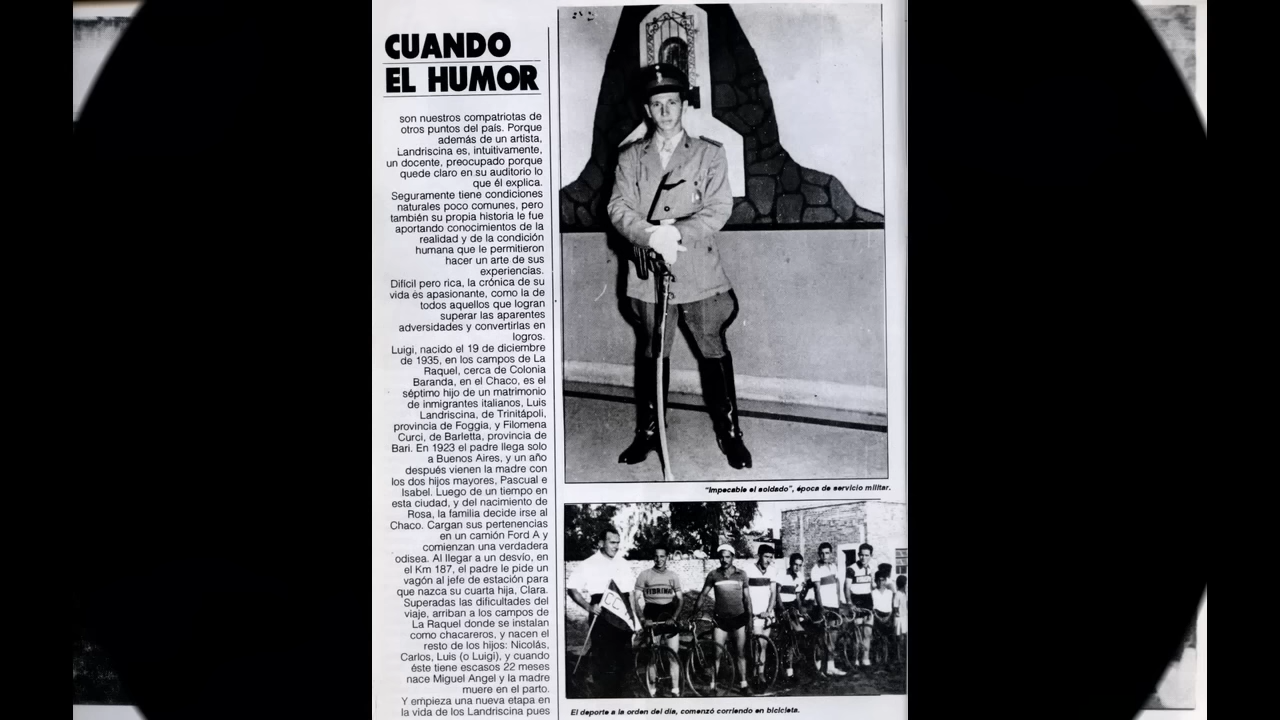 CUANDO
EL HUMOR
son nuestros compatriotas de
otros puntos del país. Porque
además de un artista,
Landriscina es, intuitivamente,
un docente, preocupado porque
quede claro en su auditorio lo
que él explica.
Seguramente tiene condiciones
naturales poco comunes, pero
también su propia historia le fue
aportando conocimientos de la
realidad y de la condición
humana que le permitieron
hacer un arte de sus
experiencias.
Difícil pero rica, la crónica de su
vida es apasionante, como la de
todos aquellos que logran
superar las aparentes
adversidades y convertirlas en
logros.
Luigi, nacido el 19 de diciembre
de 1935, en los campos de La
Raquel, cerca de Colonia
Baranda, en el Chaco, es el
séptimo hijo de un matrimonio
de inmigrantes italianos, Luis
Landriscina, de Trinitápoli,
provincia de Foggia, y Filomena
Curci, de Barletta, provincia de
Bari. En 1923 el padre llega solo
a Buenos Aires, y un año
después vienen la madre con
los dos hijos mayores, Pascual e
Isabel. Luego de un tiempo en
esta ciudad, y del nacimiento de
Rosa, la familia decide irse al
Chaco. Cargan sus pertenencias
en un camión Ford A y
comienzan una verdadera
odisea. Al llegar a un desvío, en
el Km 187, el padre le pide un
vagón al jefe de estación para
que nazca su cuarta hija, Clara.
Superadas las dificultades del
viaje, arriban a los campos de
La Raquel donde se instalan
como chacareros, y nacen el
resto de los hijos: Nicolás,
Carlos, Luis (o Luigi), y cuando
éste tiene escasos 22 meses
nace Miguel Angel y la madre
muere en el parto.
Y empieza una nueva etapa en
la vida de los Landriscina pues
"Impecable el soldado", época de servicio militar.
FIBRINA
CC
El deporte a la orden del día, comenzó corriendo en bicicleta.